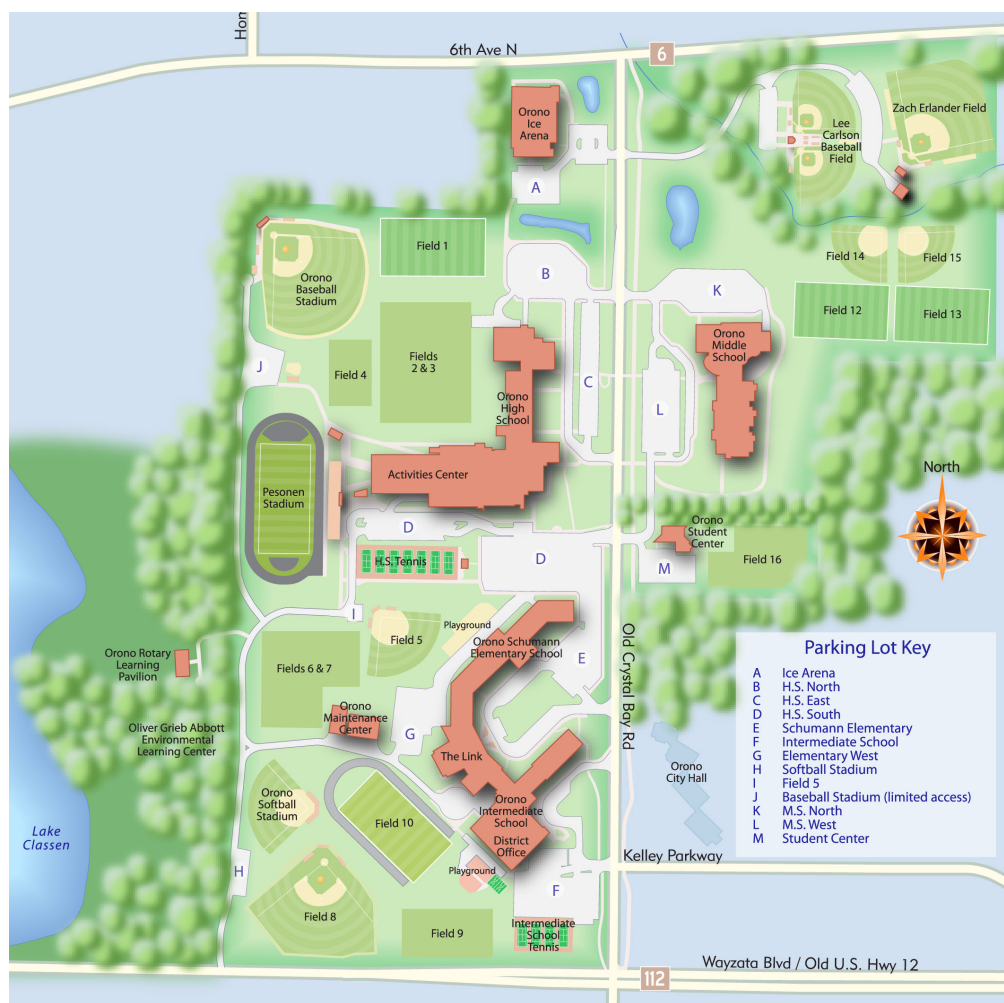 Hom
6th Ave N
6
Orono
Ice
Arena
A
Lee
Carlson
Baseball
Field
Zach Erlander Field
Field 1
Orono
Baseball
Stadium
B
K
Field 14
Field 15
Field 12
Field 13
J
Field 4
Fields
2 & 3
Orono
High
School
C
L
Orono
Middle
School
Activities Center
Pesonen
Stadium
North
D
D
H.S. Tennis
Orono
Student
Center
M
Field 16
I
Field 5
Playground
Orono Schumann
Elementary School
E
Old Crystal Bay Rd
Orono Rotary
Learning
Pavilion
Fields 6 & 7
Orono
Maintenance
Center
G
The Link
Oliver Grieb Abbott
Environmental
Learning Center
Orono
City Hall
Parking Lot Key
A Ice Arena
B H.S. North
C H.S. East
D H.S. South
E Schumann Elementary
F Intermediate School
G Elementary West
H Softball Stadium
I Field 5
J Baseball Stadium (limited access)
K M.S. North
L M.S. West
M Student Center
Orono
Softball
Stadium
Field 10
Orono
Intermediate
School
District
Office
Lake
Classen
H
Playground
F
Kelley Parkway
Field 8
Field 9
Intermediate
School
Tennis
Wayzata Blvd / Old U.S. Hwy 12
112